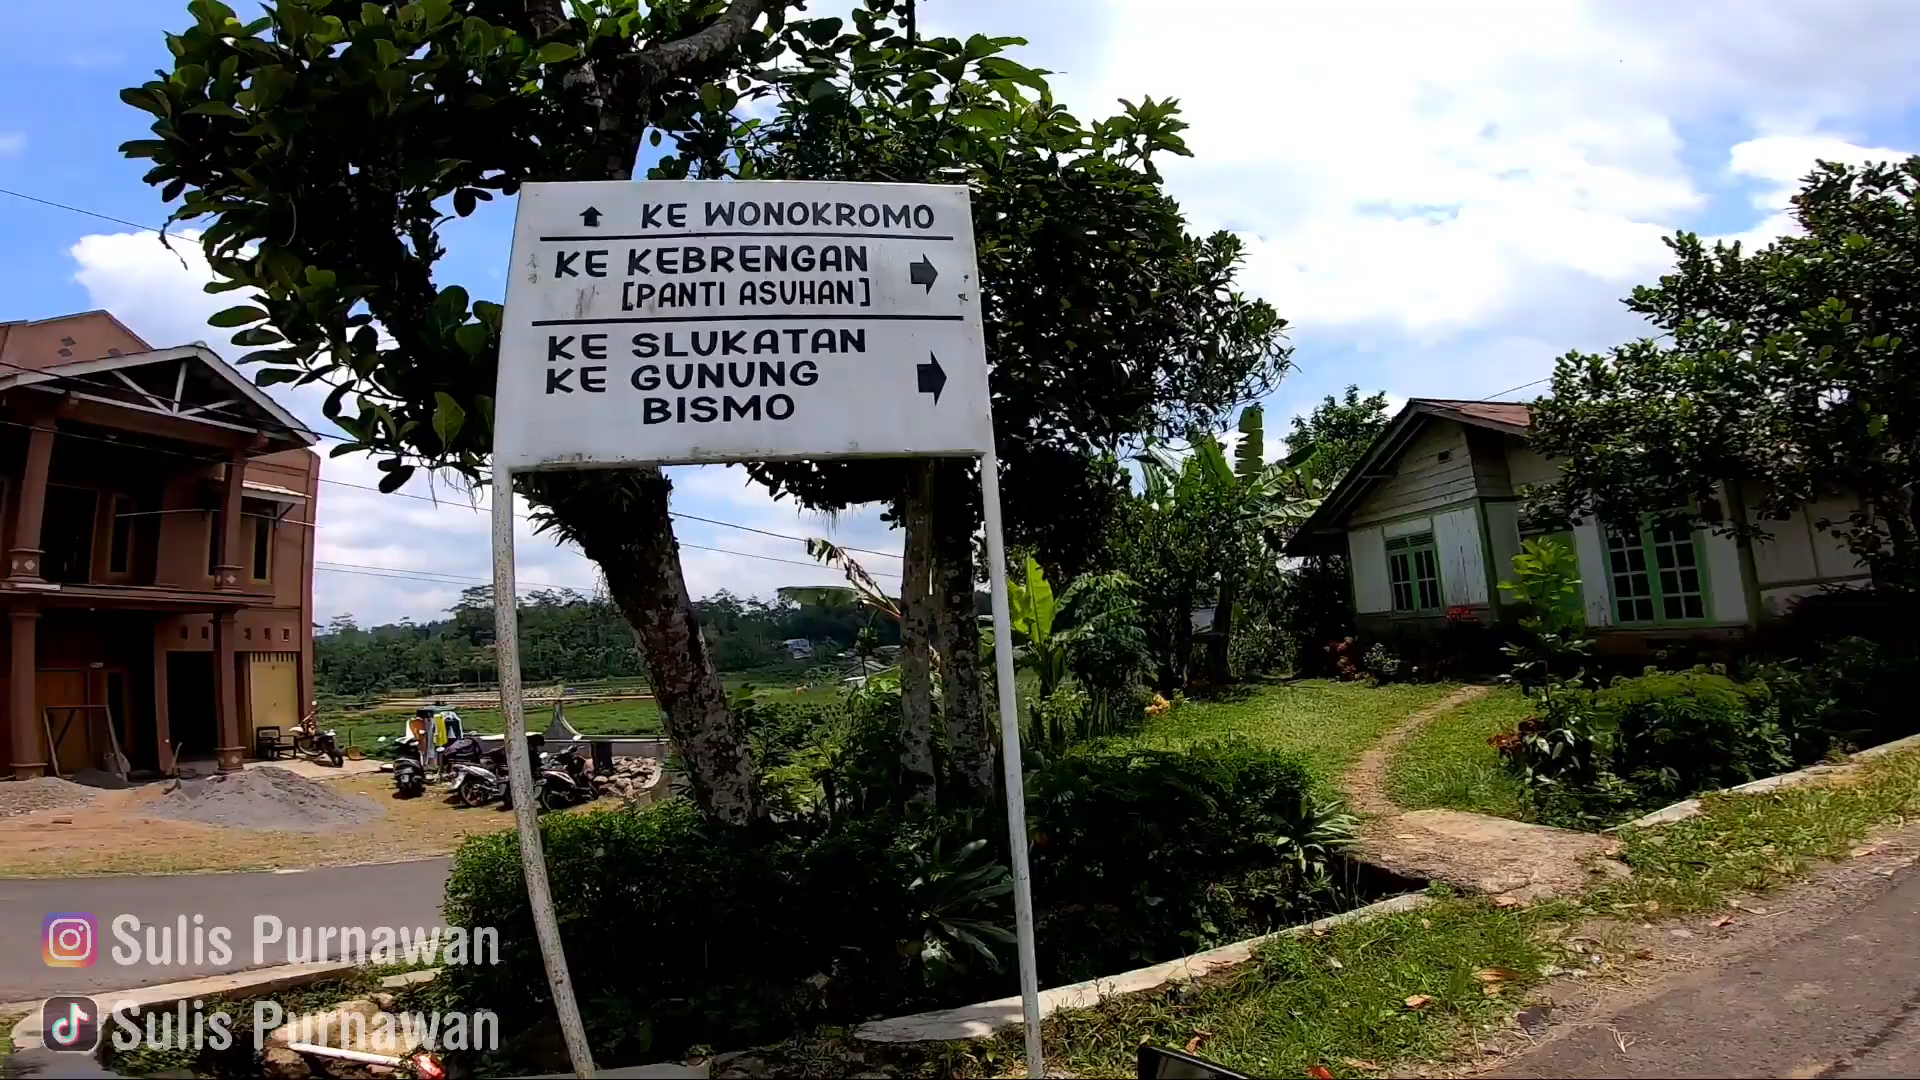 KE WONOKROMO
KE KEBRENGAN
[PANTI ASUHAN]
KE SLUKATAN
KE GUNUNG
BISMO
Sulis Purnawan
Sulis Purnawan